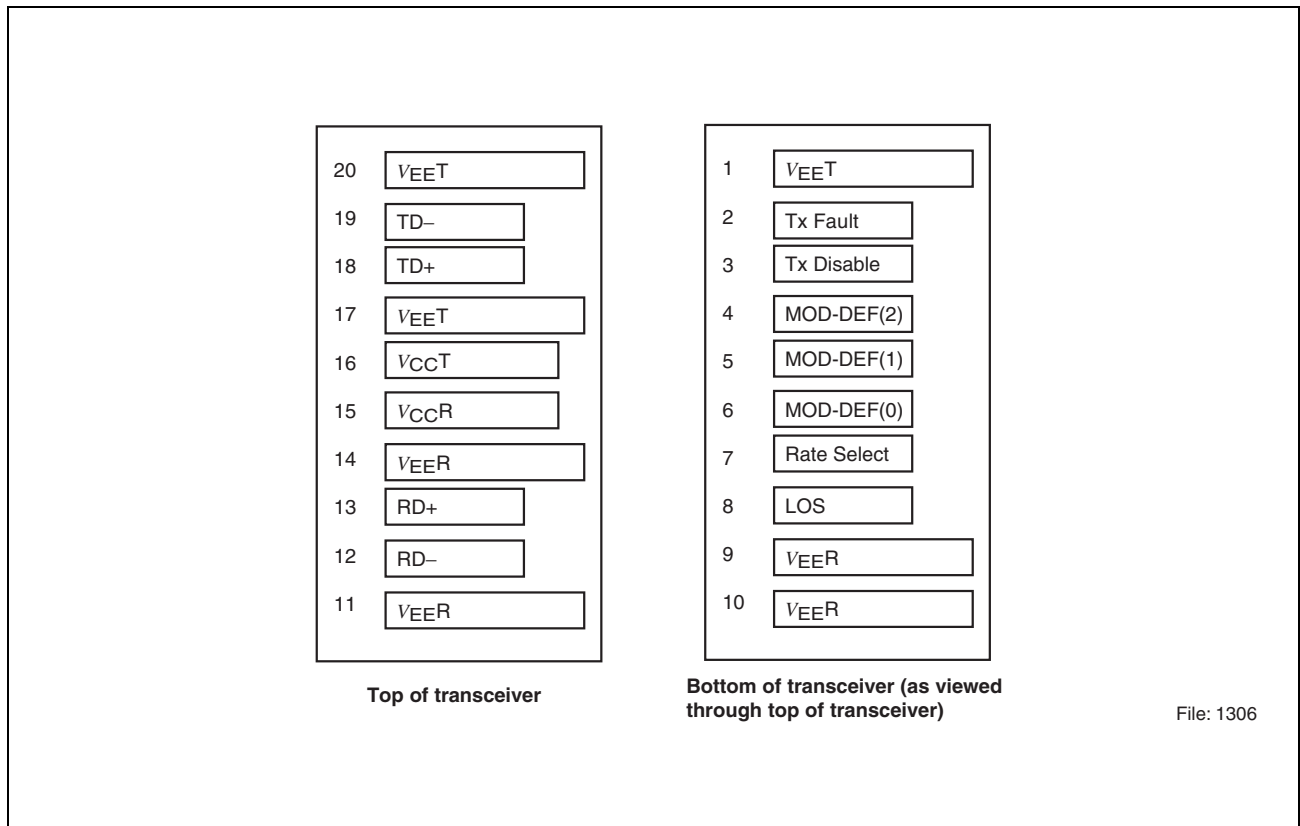 20 VEET
19 TD–
18 TD+
17 VEET
16 VCCT
15 VCCR
14 VEER
13 RD+
12 RD–
11 VEER
Top of transceiver
1 VEET
2 Tx Fault
3 Tx Disable
4 MOD-DEF(2)
5 MOD-DEF(1)
6 MOD-DEF(0)
7 Rate Select
8 LOS
9 VEER
10 VEER
Bottom of transceiver (as viewed
through top of transceiver)
File: 1306